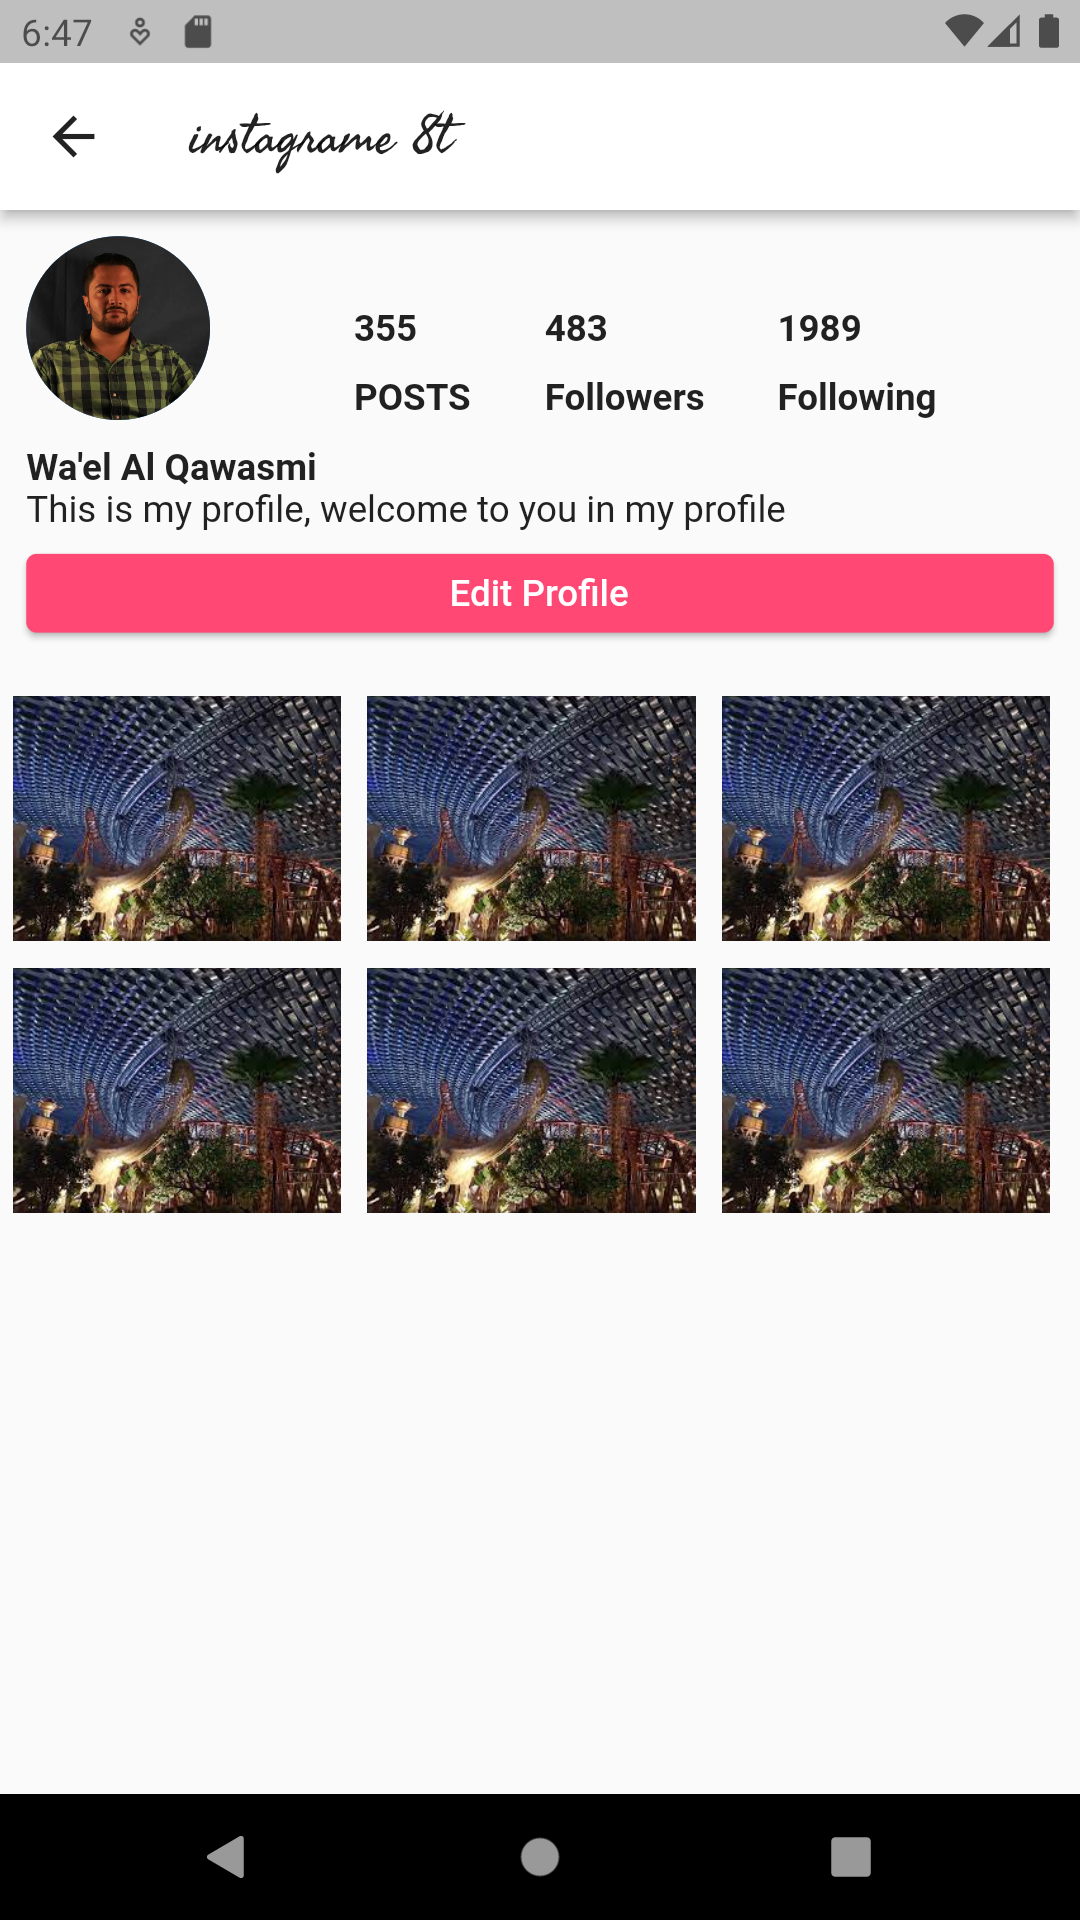 6:47
instagrame 8t
355 483 1989
POSTS Followers Following
Wa'el Al Qawasmi
This is my profile, welcome to you in my profile
Edit Profile